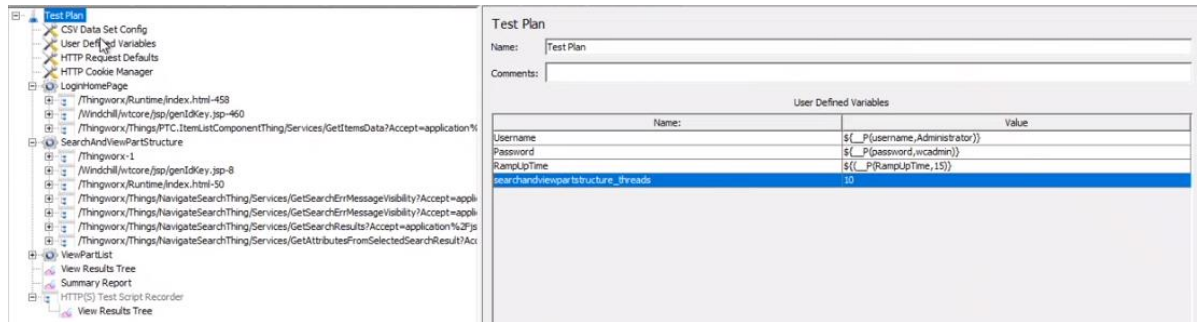 Test Plan
CSV Data Set Config
User Defined Variables
HTTP Request Defaults
HTTP Cookie Manager
LoginHomePage
/Thingworx/Runtime/index.html-458
/Windchill/wtcore/jsp/genIdKey.jsp-460
/Thingworx/Things/PTC.ItemListComponentThing/Services/GetItemsData?Accept=application%
SearchAndViewPartStructure
/Thingworx-1
/Windchill/wtcore/jsp/genIdKey.jsp-8
/Thingworx/Runtime/index.html-50
/Thingworx/Things/NavigateSearchThing/Services/GetSearchErrMessageVisibility?Accept=appli
/Thingworx/Things/NavigateSearchThing/Services/GetSearchErrMessageVisibility?Accept=appli
/Thingworx/Things/NavigateSearchThing/Services/GetSearchResults?Accept=application%2Fjs
/Thingworx/Things/NavigateSearchThing/Services/GetAttributesFromSelectedSearchResult?Acc
ViewPartList
View Results Tree
Summary Report
HTTP(S) Test Script Recorder
View Results Tree
Test Plan
Name: Test Plan
Comments:
User Defined Variables
Name: Value
Username ${__P(username,Administrator)}
Password ${__P(password,wcadmin)}
RampUpTime ${(__P(RampUpTime,15)}
searchandviewpartstructure_threads 10